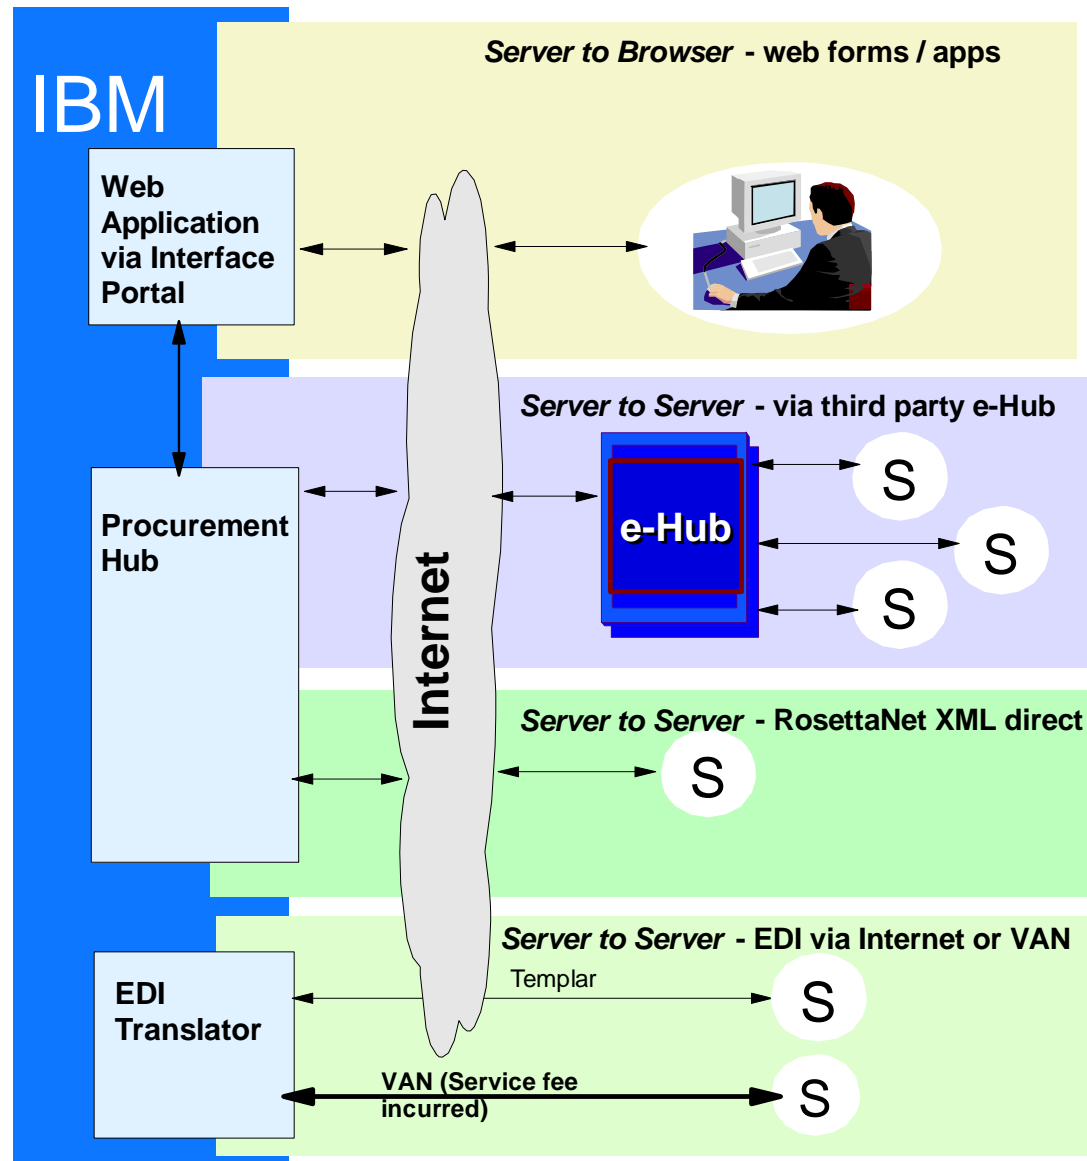 Server to Browser - web forms / apps
IBM
Web
Application
via Interface
Portal
Server to Server - via third party e-Hub
S
Procurement
Hub
e-Hub
S
S
Internet
Server to Server - RosettaNet XML direct
S
Server to Server - EDI via Internet or VAN
Templar
EDI
Translator
S
VAN (Service fee
incurred)
S